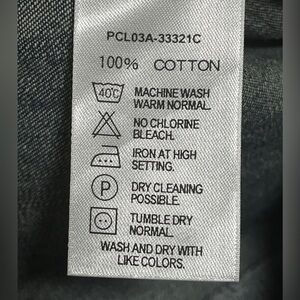 PCL03A-33321C
100% COTTON
40°C MACHINE WASH
WARM NORMAL.
NO CHLORINE
BLEACH.
IRON AT HIGH
SETTING.
P DRY CLEANING
POSSIBLE.
TUMBLE DRY
NORMAL.
WASH AND DRY WITH
LIKE COLORS.